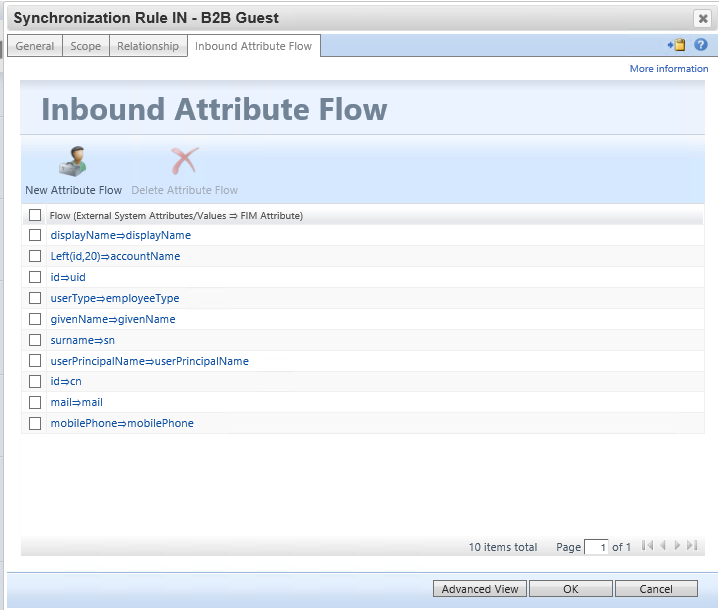 Synchronization Rule IN - B2B Guest
General Scope Relationship Inbound Attribute Flow
More information
Inbound Attribute Flow
New Attribute Flow Delete Attribute Flow
Flow (External System Attributes/Values ⇒ FIM Attribute)
displayName⇒displayName
Left(id,20)⇒accountName
id⇒uid
userType⇒employeeType
givenName⇒givenName
surname⇒sn
userPrincipalName⇒userPrincipalName
id⇒cn
mail⇒mail
mobilePhone⇒mobilePhone
10 items total Page 1 of 1
Advanced View OK Cancel